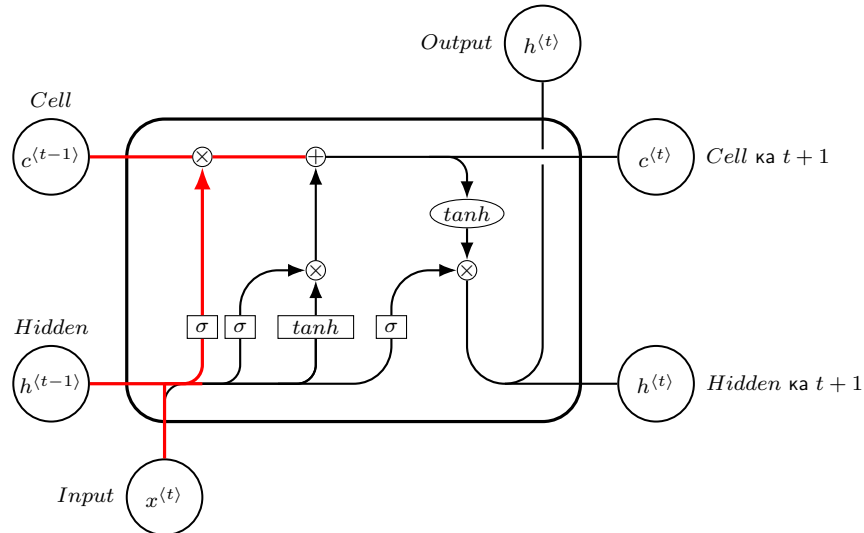 Output h⟨t⟩
Cell
c⟨t−1⟩ × + c⟨t⟩ Cell ка t + 1
tanh
× ×
Hidden σ σ tanh σ
h⟨t−1⟩ h⟨t⟩ Hidden ка t + 1
Input x⟨t⟩